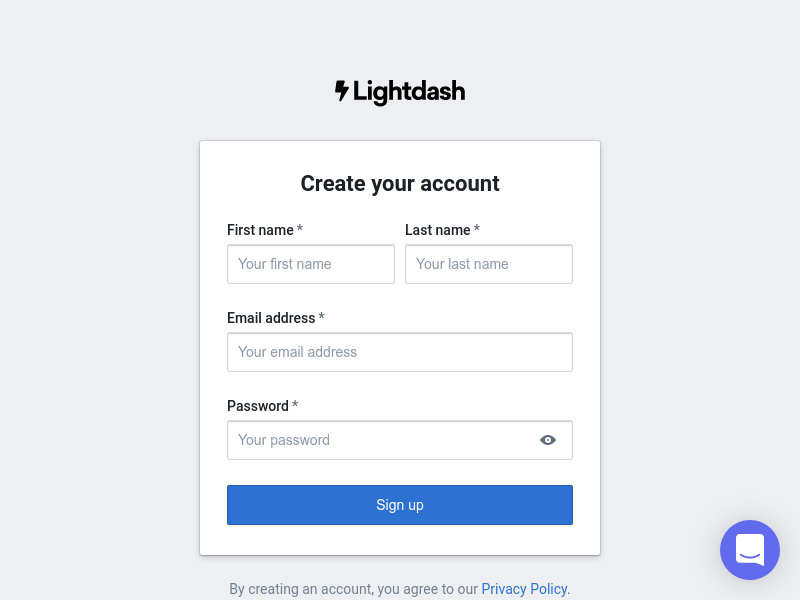 Lightdash
Create your account
First name *
Last name *
Your first name
Your last name
Email address *
Your email address
Password *
Your password
Sign up
By creating an account, you agree to our Privacy Policy.